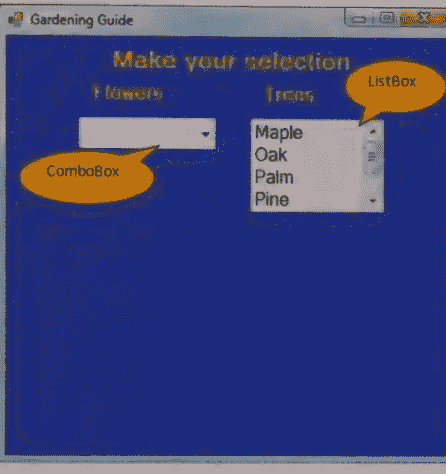 Gardening Guide
Make your selection
Flowers
Trees
ListBox
ComboBox
Maple
Oak
Palm
Pine